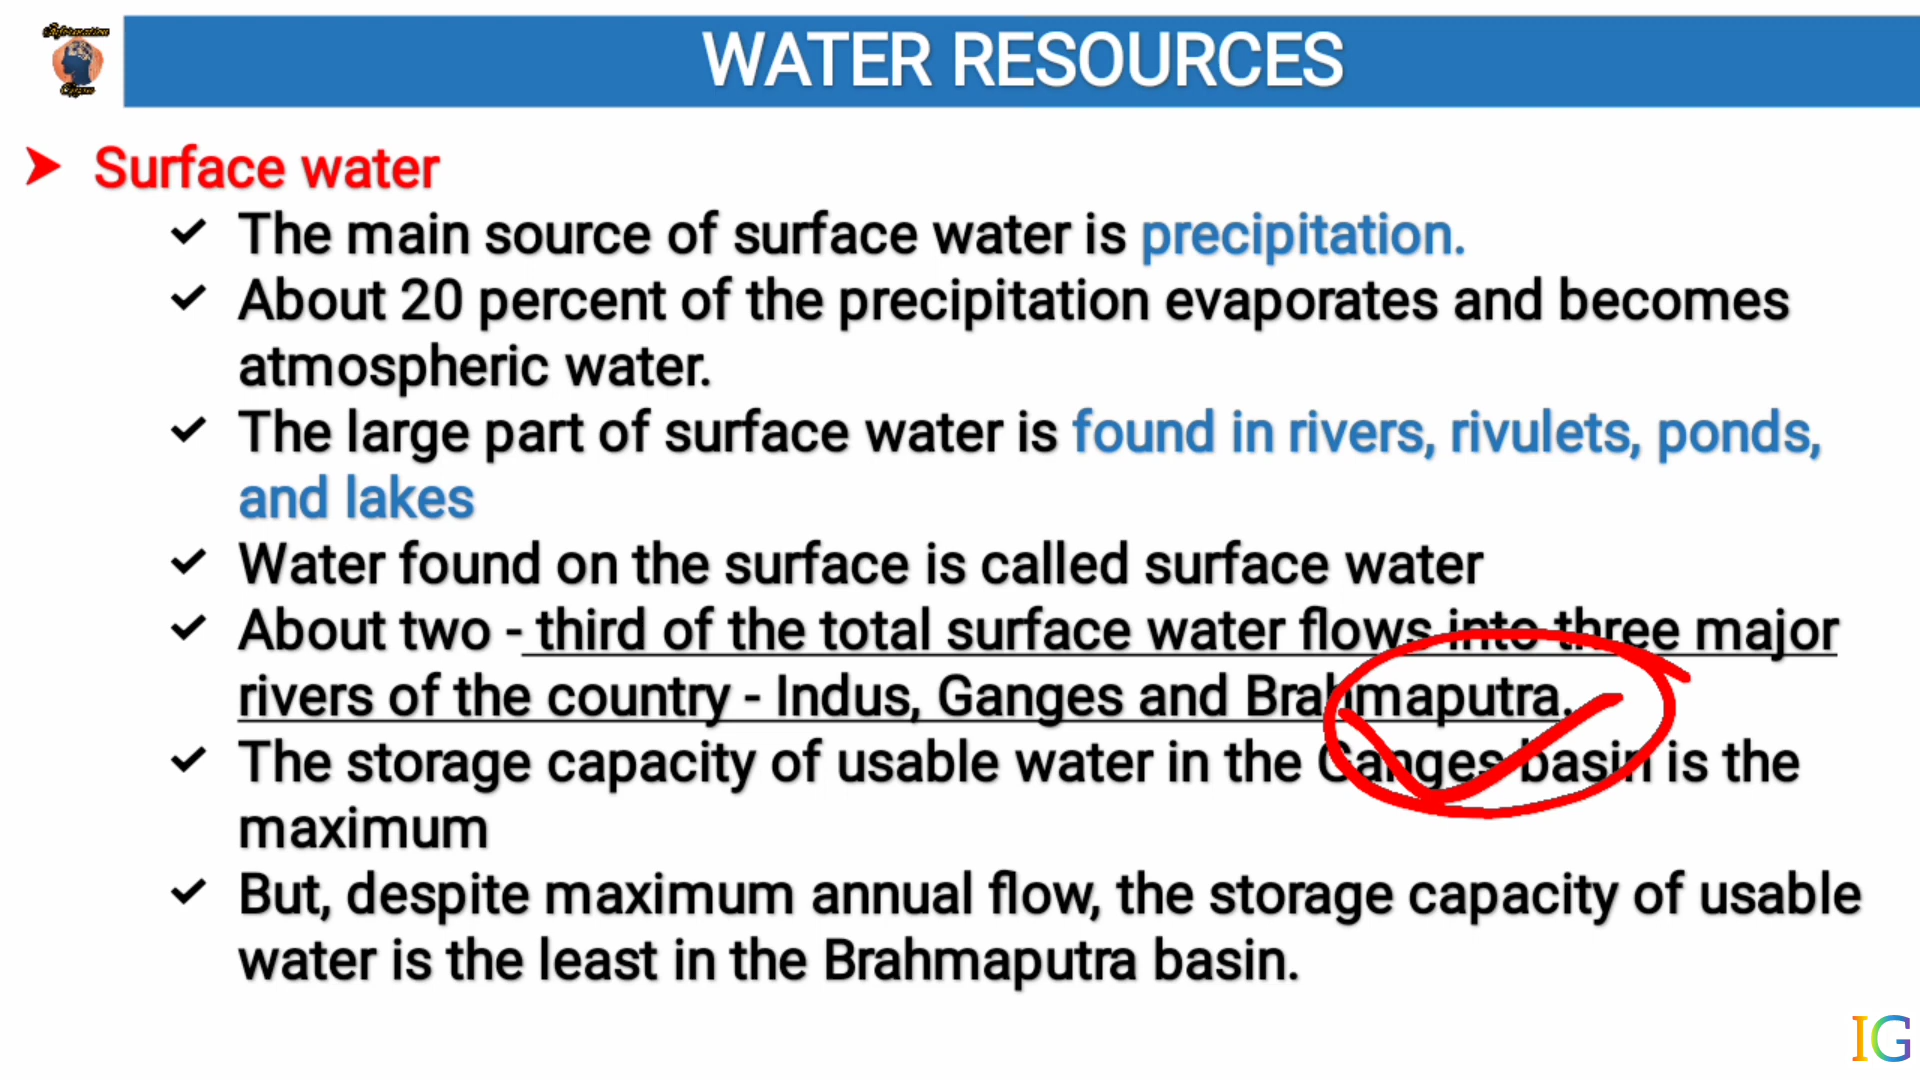 WATER RESOURCES
Surface water
The main source of surface water is precipitation.
About 20 percent of the precipitation evaporates and becomes
atmospheric water.
The large part of surface water is found in rivers, rivulets, ponds,
and lakes
Water found on the surface is called surface water
About two - third of the total surface water flows into three major
rivers of the country - Indus, Ganges and Brahmaputra.
The storage capacity of usable water in the Ganges basin is the
maximum
But, despite maximum annual flow, the storage capacity of usable
water is the least in the Brahmaputra basin.
IG